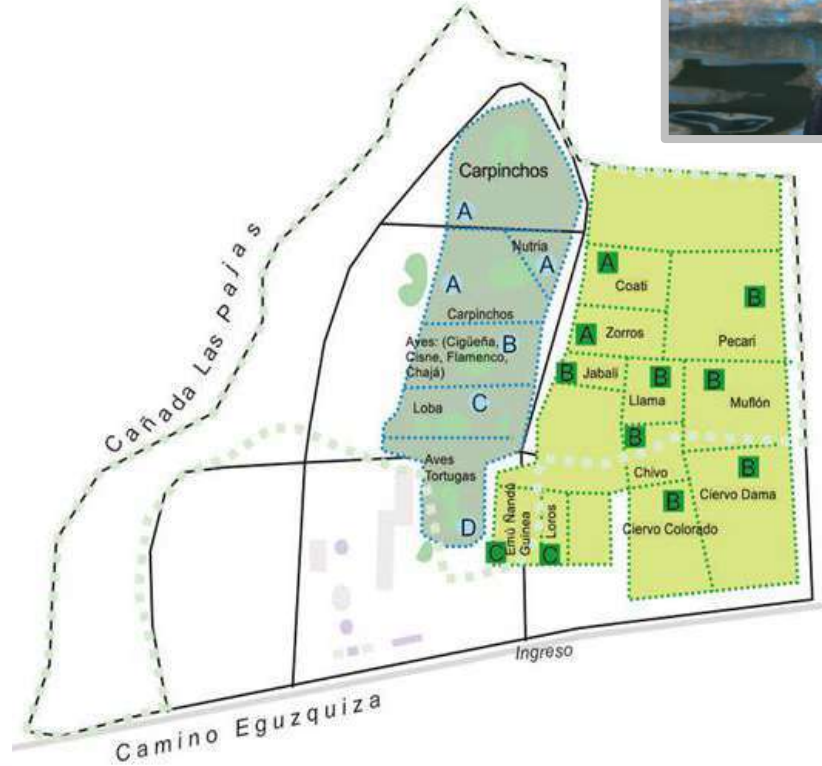 Carpinchos
A
Nutria
A
A
Carpinchos
Aves: (Cigüeña,
Cisne, Flamenco,
Chajá)
B
Loba
C
Aves
Tortugas
D
A
Coatí
B
Pecarí
A
Zorros
B
Jabalí
B
Llama
B
Muflón
B
Chivo
B
Ciervo Dama
B
Ciervo Colorado
Emú Ñandú
Guinea
C
Loros
C
Cañada Las Pajas
Ingreso
Camino Eguzquiza